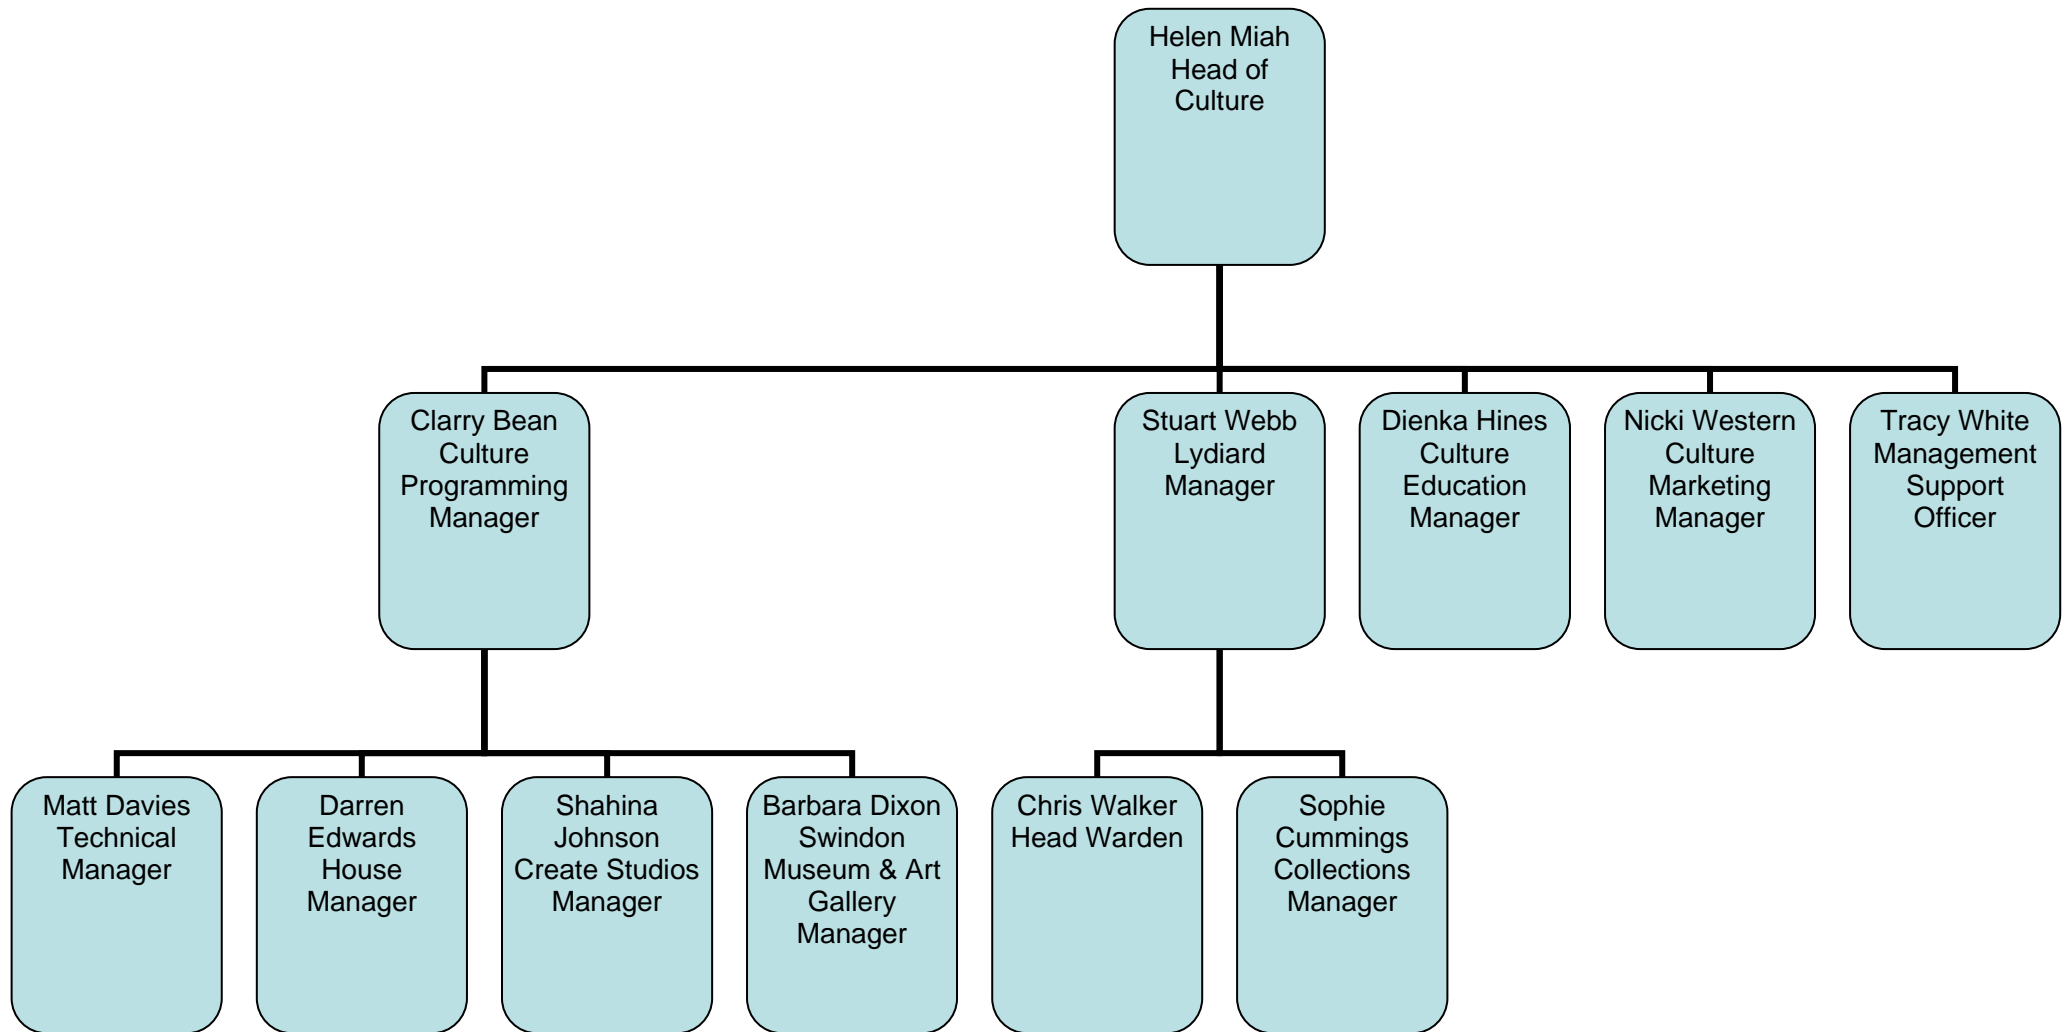 Helen Miah
Head of
Culture
Clarry Bean
Culture
Programming
Manager
Stuart Webb
Lydiard
Manager
Dienka Hines
Culture
Education
Manager
Nicki Western
Culture
Marketing
Manager
Tracy White
Management
Support
Officer
Matt Davies
Technical
Manager
Darren
Edwards
House
Manager
Shahina
Johnson
Create Studios
Manager
Barbara Dixon
Swindon
Museum & Art
Gallery
Manager
Chris Walker
Head Warden
Sophie
Cummings
Collections
Manager